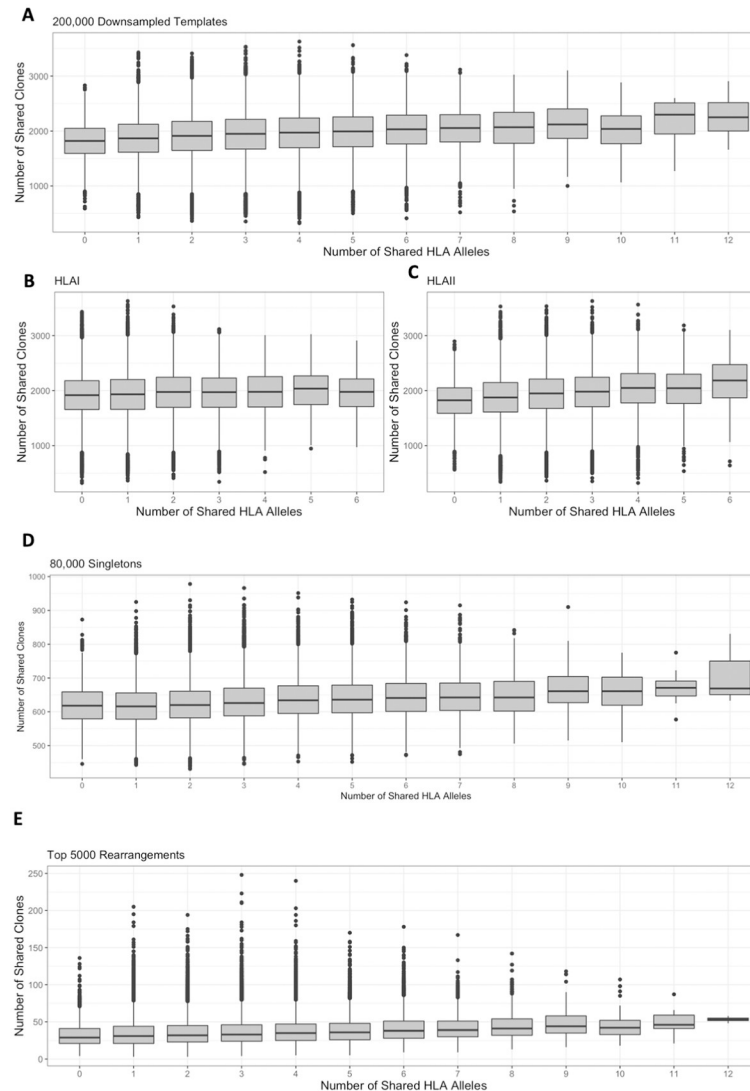 A
200,000 Downsampled Templates
Number of Shared Clones
3000
2000
1000
0 1 2 3 4 5 6 7 8 9 10 11 12
Number of Shared HLA Alleles
B
HLAI
Number of Shared Clones
3000
2000
1000
0 1 2 3 4 5 6
Number of Shared HLA Alleles
C
HLAII
Number of Shared Clones
3000
2000
1000
0 1 2 3 4 5 6
Number of Shared HLA Alleles
D
80,000 Singletons
Number of Shared Clones
1000
900
800
700
600
500
0 1 2 3 4 5 6 7 8 9 10 11 12
Number of Shared HLA Alleles
E
Top 5000 Rearrangements
Number of Shared Clones
250
200
150
100
50
0
0 1 2 3 4 5 6 7 8 9 10 11 12
Number of Shared HLA Alleles